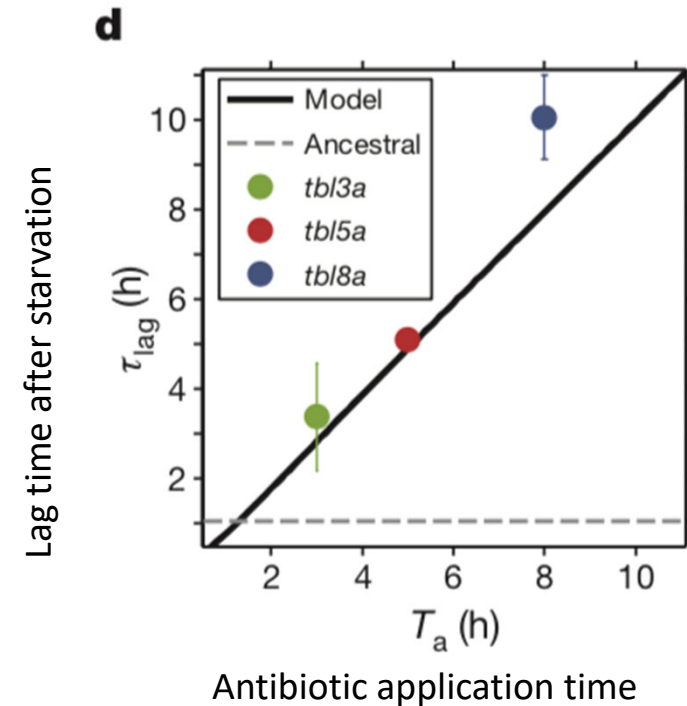 d
Model
Ancestral
tbl3a
tbl5a
tbl8a
10
8
6
4
2
τlag (h)
Lag time after starvation
2 4 6 8 10
Ta (h)
Antibiotic application time